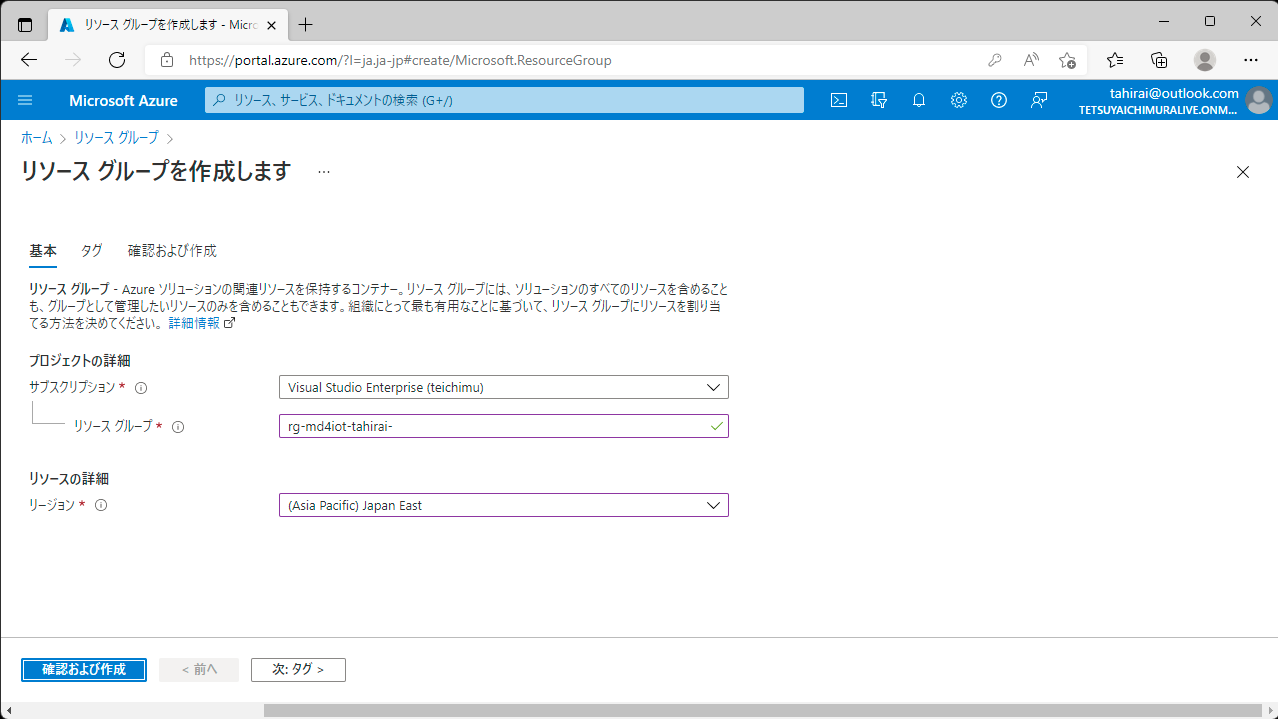 リソース グループを作成します - Micr
https://portal.azure.com/?l=ja.ja-jp#create/Microsoft.ResourceGroup
Microsoft Azure
リソース、サービス、ドキュメントの検索 (G+/)
tahirai@outlook.com
TETSUYAICHIMURALIVE.ONM...
ホーム > リソース グループ >
リソース グループを作成します ...
基本 タグ 確認および作成
リソース グループ - Azure ソリューションの関連リソースを保持するコンテナー。リソース グループには、ソリューションのすべてのリソースを含めることも
も、グループとして管理したいリソースのみを含めることもできます。組織にとって最も有用なことに基づいて、リソース グループにリソースを割り当
てる方法を決めてください。 詳細情報
プロジェクトの詳細
サブスクリプション *
Visual Studio Enterprise (teichimu)
リソース グループ *
rg-md4iot-tahirai-
リソースの詳細
リージョン *
(Asia Pacific) Japan East
確認および作成
< 前へ
次: タグ >